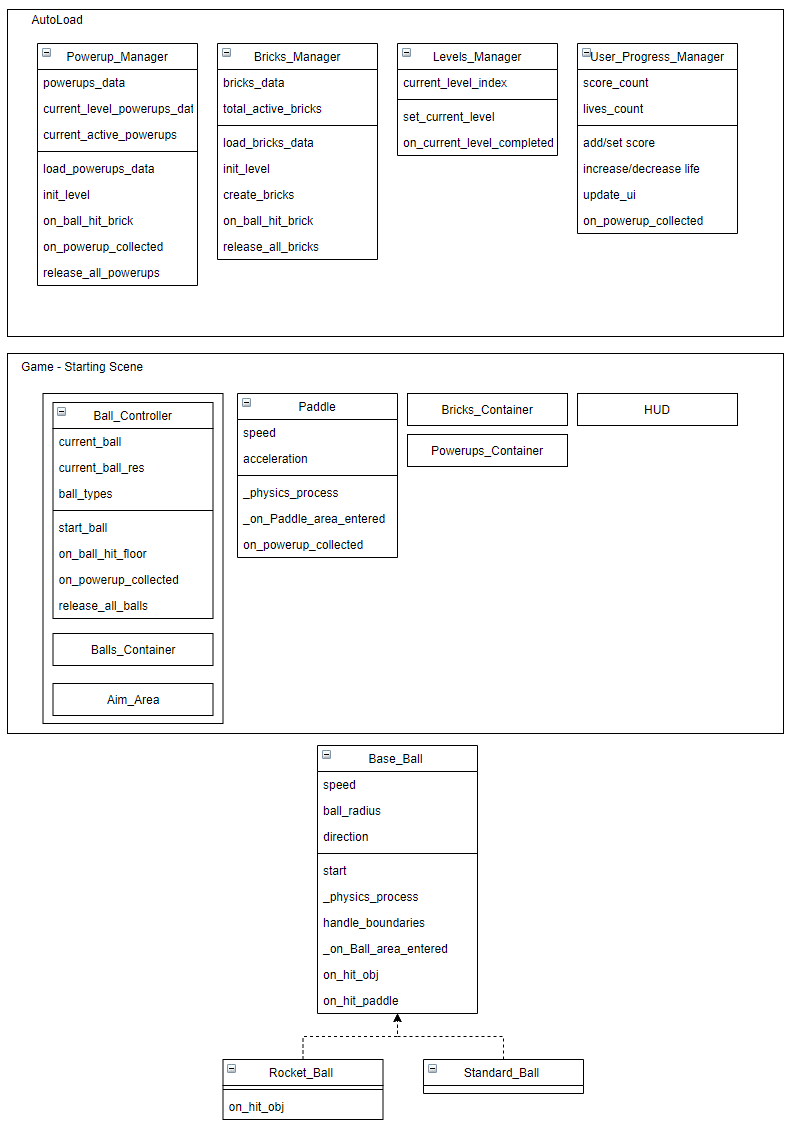 AutoLoad
Powerup_Manager
powerups_data
current_level_powerups_dat
current_active_powerups
load_powerups_data
init_level
on_ball_hit_brick
on_powerup_collected
release_all_powerups
Bricks_Manager
bricks_data
total_active_bricks
load_bricks_data
init_level
create_bricks
on_ball_hit_brick
release_all_bricks
Levels_Manager
current_level_index
set_current_level
on_current_level_completed
User_Progress_Manager
score_count
lives_count
add/set score
increase/decrease life
update_ui
on_powerup_collected
Game - Starting Scene
Ball_Controller
current_ball
current_ball_res
ball_types
start_ball
on_ball_hit_floor
on_powerup_collected
release_all_balls
Balls_Container
Aim_Area
Paddle
speed
acceleration
_physics_process
_on_Paddle_area_entered
on_powerup_collected
Bricks_Container
Powerups_Container
HUD
Base_Ball
speed
ball_radius
direction
start
_physics_process
handle_boundaries
_on_Ball_area_entered
on_hit_obj
on_hit_paddle
Rocket_Ball
on_hit_obj
Standard_Ball